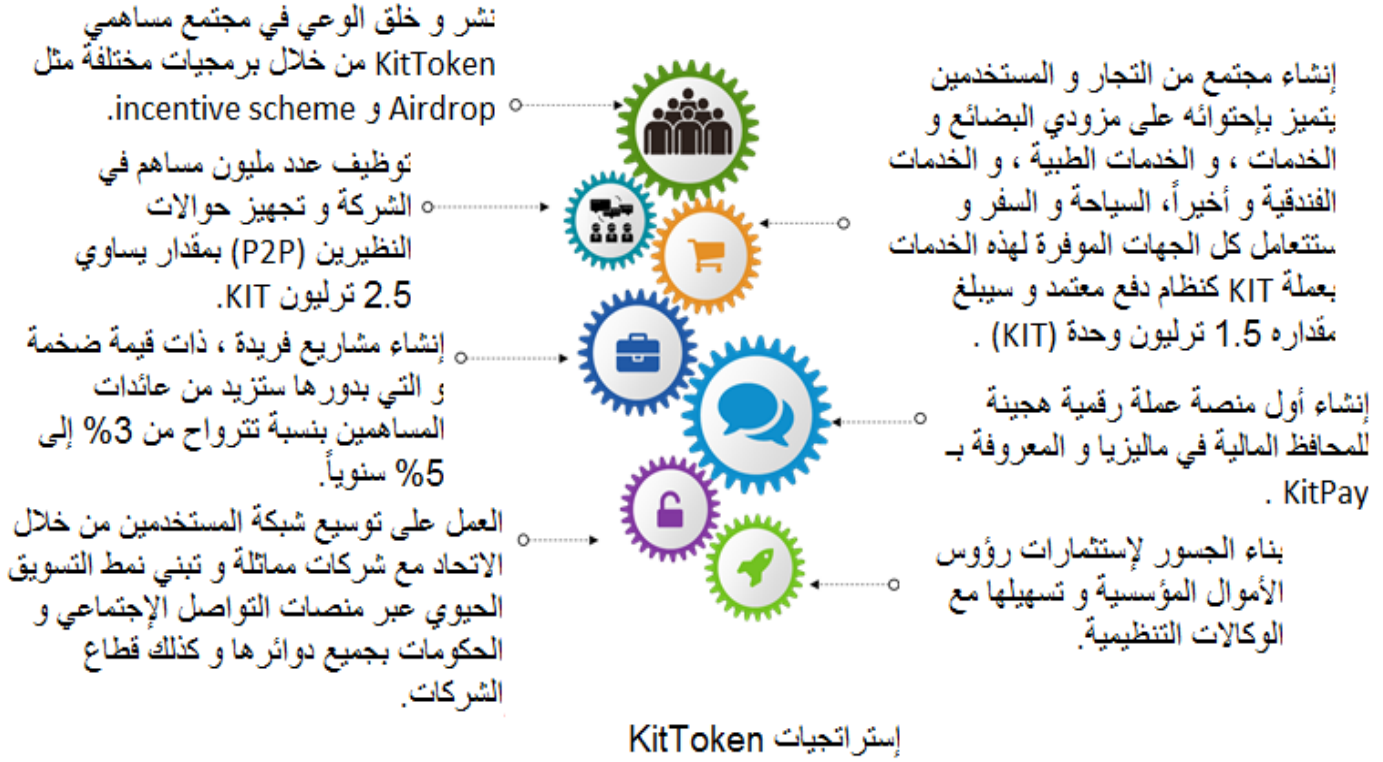 نشر و خلق الوعي في مجتمع مساهمي
KitToken من خلال برمجيات مختلفة مثل
Airdrop و incentive scheme.
توظيف عدد مليون مساهم في
الشركة و تجهيز حوالات
النظيرين (P2P) بمقدار يساوي
2.5 ترليون KIT.
إنشاء مشاريع فريدة ، ذات قيمة ضخمة
و التي بدورها ستزيد من عائدات
المساهمين بنسبة تترواح من 3% إلى
5% سنوياً.
العمل على توسيع شبكة المستخدمين من خلال
الاتحاد مع شركات مماثلة و تبني نمط التسويق
الحيوي عبر منصات التواصل الإجتماعي و
الحكومات بجميع دوائرها و كذلك قطاع
الشركات.
إنشاء مجتمع من التجار و المستخدمين
يتميز بإحتوائه على مزودي البضائع و
الخدمات ، و الخدمات الطبية ، و الخدمات
الفندقية و أخيراً، السياحة و السفر و
ستتعامل كل الجهات الموفرة لهذه الخدمات
بعملة KIT كنظام دفع معتمد و سيبلغ
مقداره 1.5 ترليون وحدة (KIT) .
إنشاء أول منصة عملة رقمية هجينة
للمحافظ المالية في ماليزيا و المعروفة بـ
KitPay .
بناء الجسور لإستثمارات رؤوس
الأموال المؤسسية و تسهيلها مع
الوكالات التنظيمية.
إستراتجيات KitToken